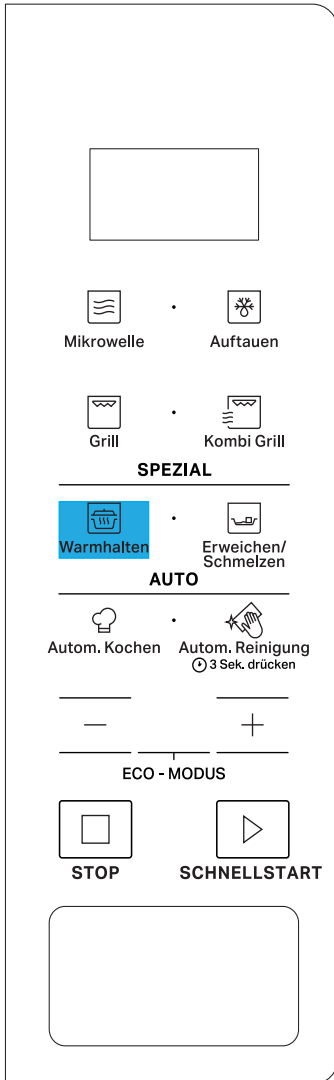 Mikrowelle Auftauen
Grill Kombi Grill
SPEZIAL
Warmhalten Erweichen/
Schmelzen
AUTO
Autom. Kochen Autom. Reinigung
3 Sek. drücken
ECO - MODUS
STOP SCHNELLSTART